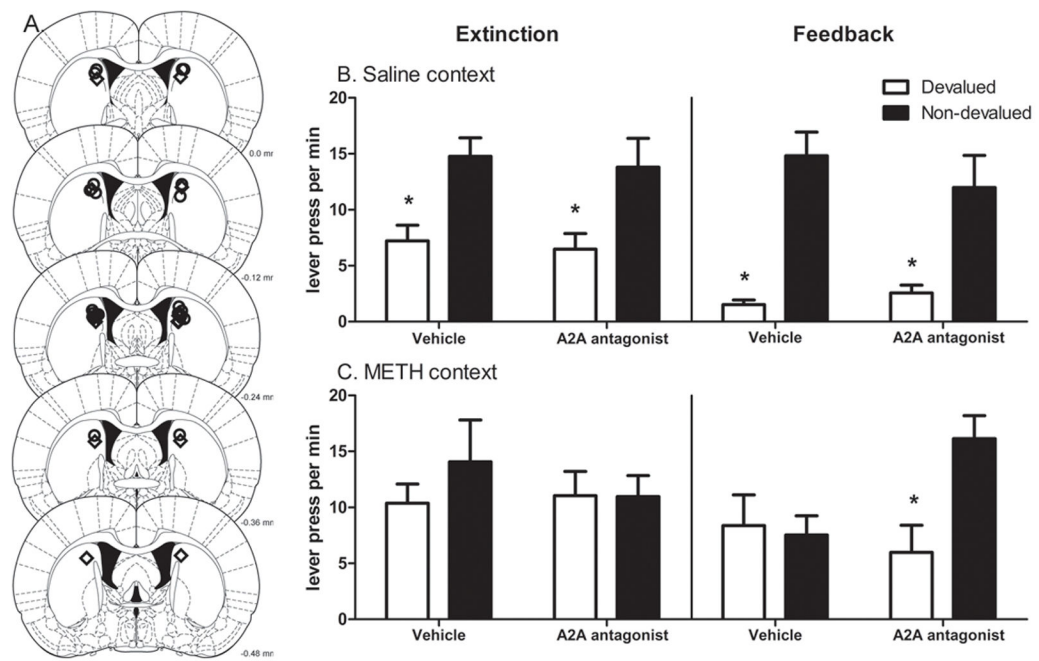 A
0.0 mm
-0.12 mm
-0.24 mm
-0.36 mm
-0.48 mm
Extinction
Feedback
B. Saline context
Devalued
Non-devalued
lever press per min
20
15
10
5
0
*
*
*
*
Vehicle
A2A antagonist
Vehicle
A2A antagonist
C. METH context
lever press per min
20
15
10
5
0
*
Vehicle
A2A antagonist
Vehicle
A2A antagonist